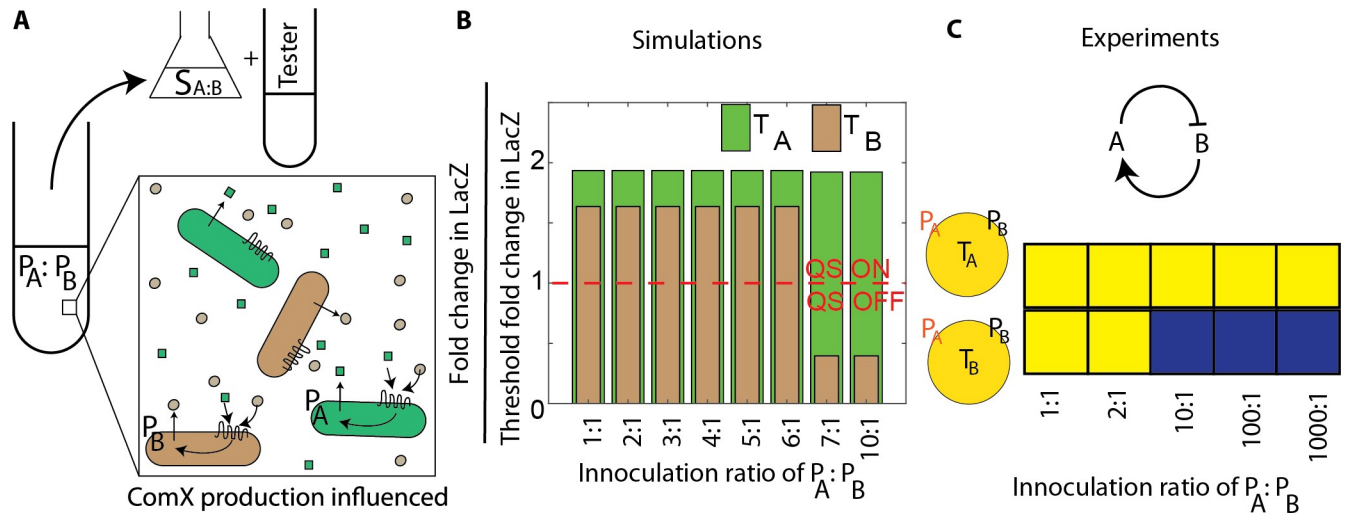 A
S A:B
+
Tester
P A : P B
P B
P A
ComX production influenced
B
Simulations
Fold change in LacZ
Threshold fold change in LacZ
T A
T B
2
1
0
QS ON
QS OFF
1:1
2:1
3:1
4:1
5:1
6:1
7:1
10:1
Innoculation ratio of P A : P B
C
Experiments
A
B
P A
P B
T A
P A
P B
T B
1:1
2:1
10:1
100:1
1000:1
Innoculation ratio of P A : P B